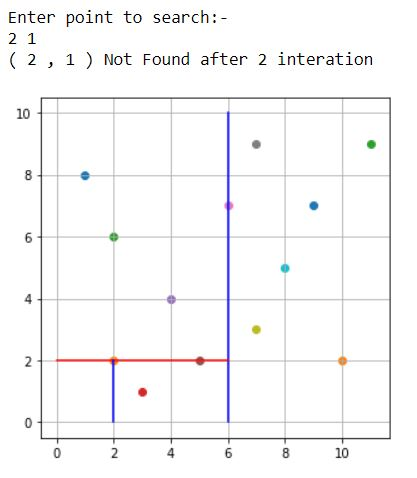 Enter point to search:-
2 1
( 2 , 1 ) Not Found after 2 interation
10
8
6
4
2
0
0 2 4 6 8 10